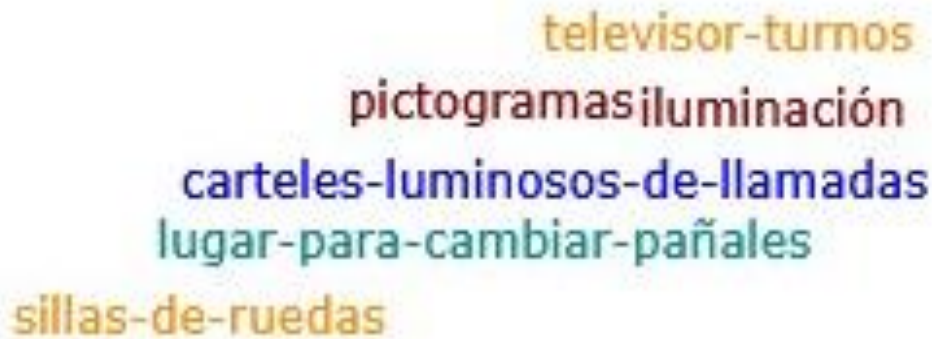 televisor-turnos
pictogramas iluminación
carteles-luminosos-de-llamadas
lugar-para-cambiar-pañales
sillas-de-ruedas